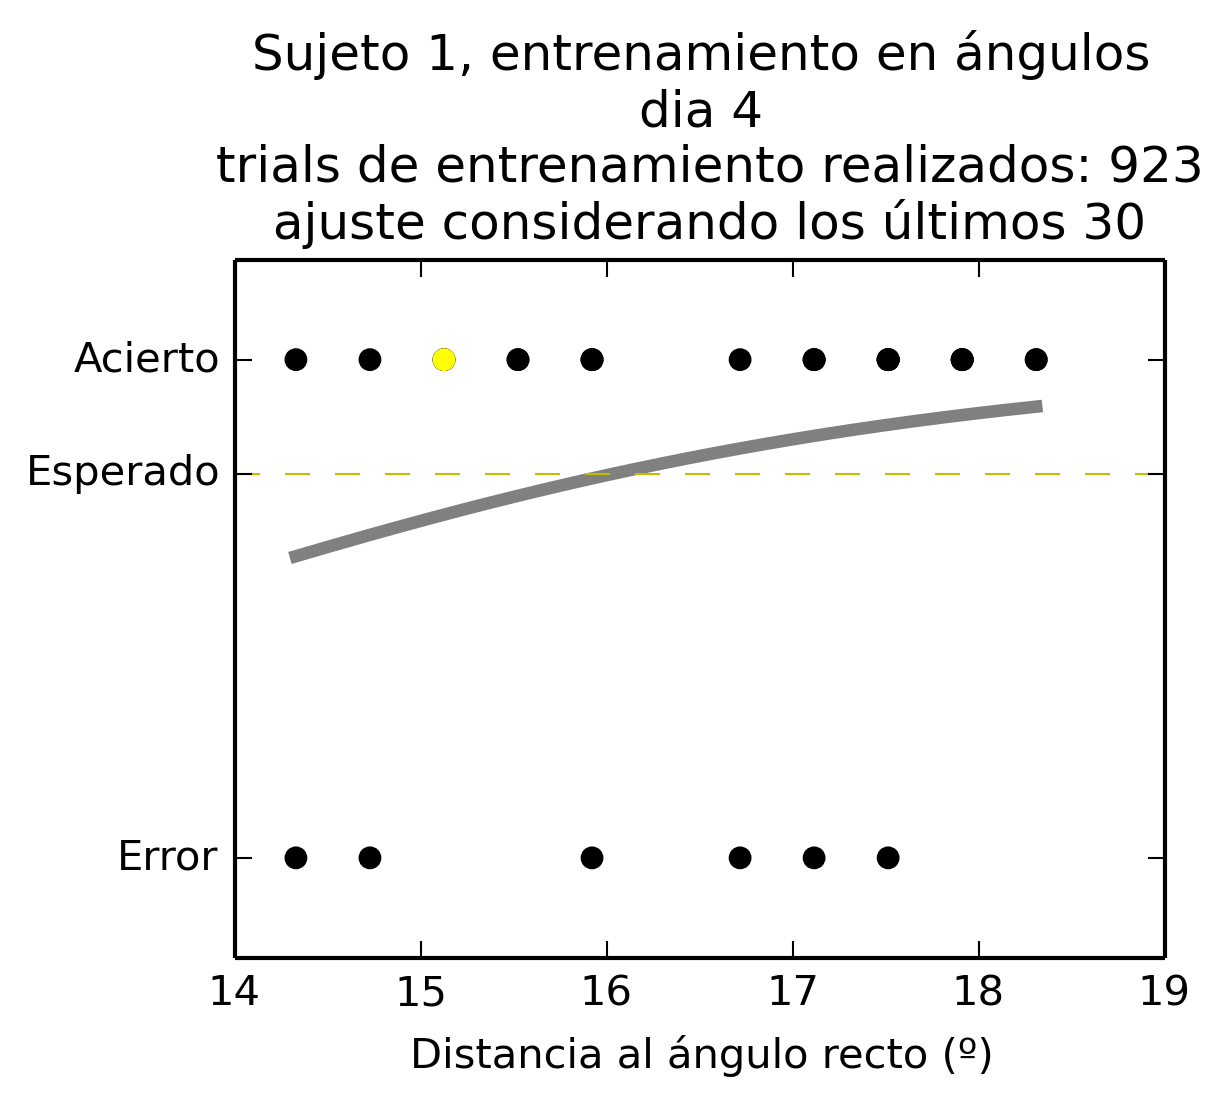 Sujeto 1, entrenamiento en ángulos
dia 4
trials de entrenamiento realizados: 923
ajuste considerando los últimos 30
Acierto
Esperado
Error
14 15 16 17 18 19
Distancia al ángulo recto (º)